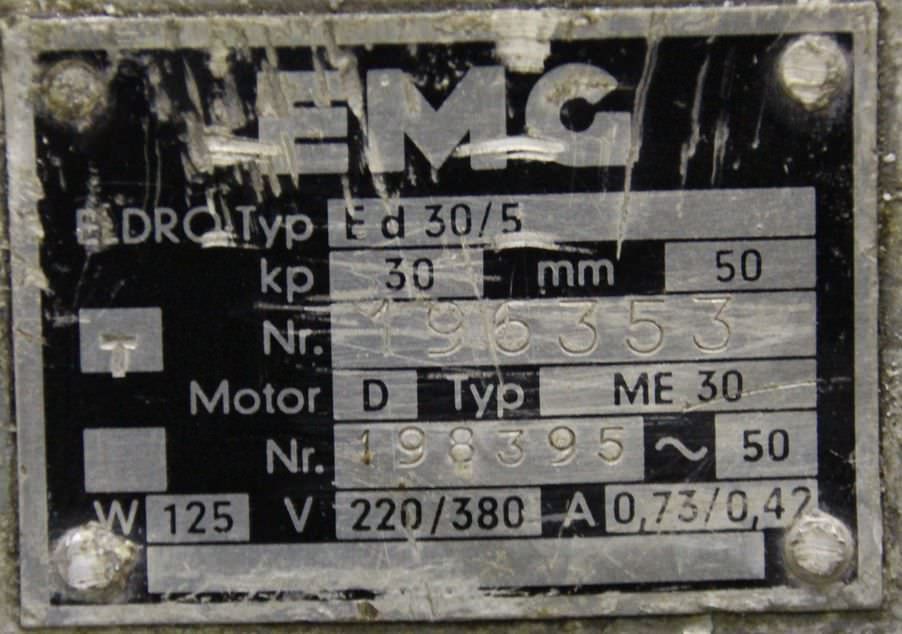 EMG
ELDRO Typ Ed 30/5
kp 30 mm 50
T Nr. 196353
Motor D Typ ME 30
Nr. 198395 ~ 50
W 125 V 220/380 A 0,73/0,42